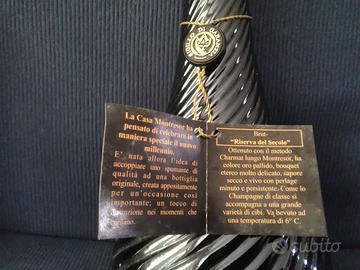 SIGILLO DI GARANZIA
La Casa Montresor ha
pensato di celebrare in
maniera speciale il nuovo
millennio.
E' nata allora l'idea di
accoppiare uno spumante di
qualità ad una bottiglia
originale, creata appositamente
per un'occasione così
importante; un tocco di
distinzione nei momenti che
contano.
Brut-
"Riserva del Secolo"
Ottenuto con il metodo
Charmat lungo Montresor, ha
colore oro pallido, bouquet
etereo molto delicato, sapore
secco e vivo con perlage
minuto e persistente. Come lo
Champagne di classe si
accompagna a una grande
varietà di cibi. Va bevuto ad
una temperatura di 6° C.
subito